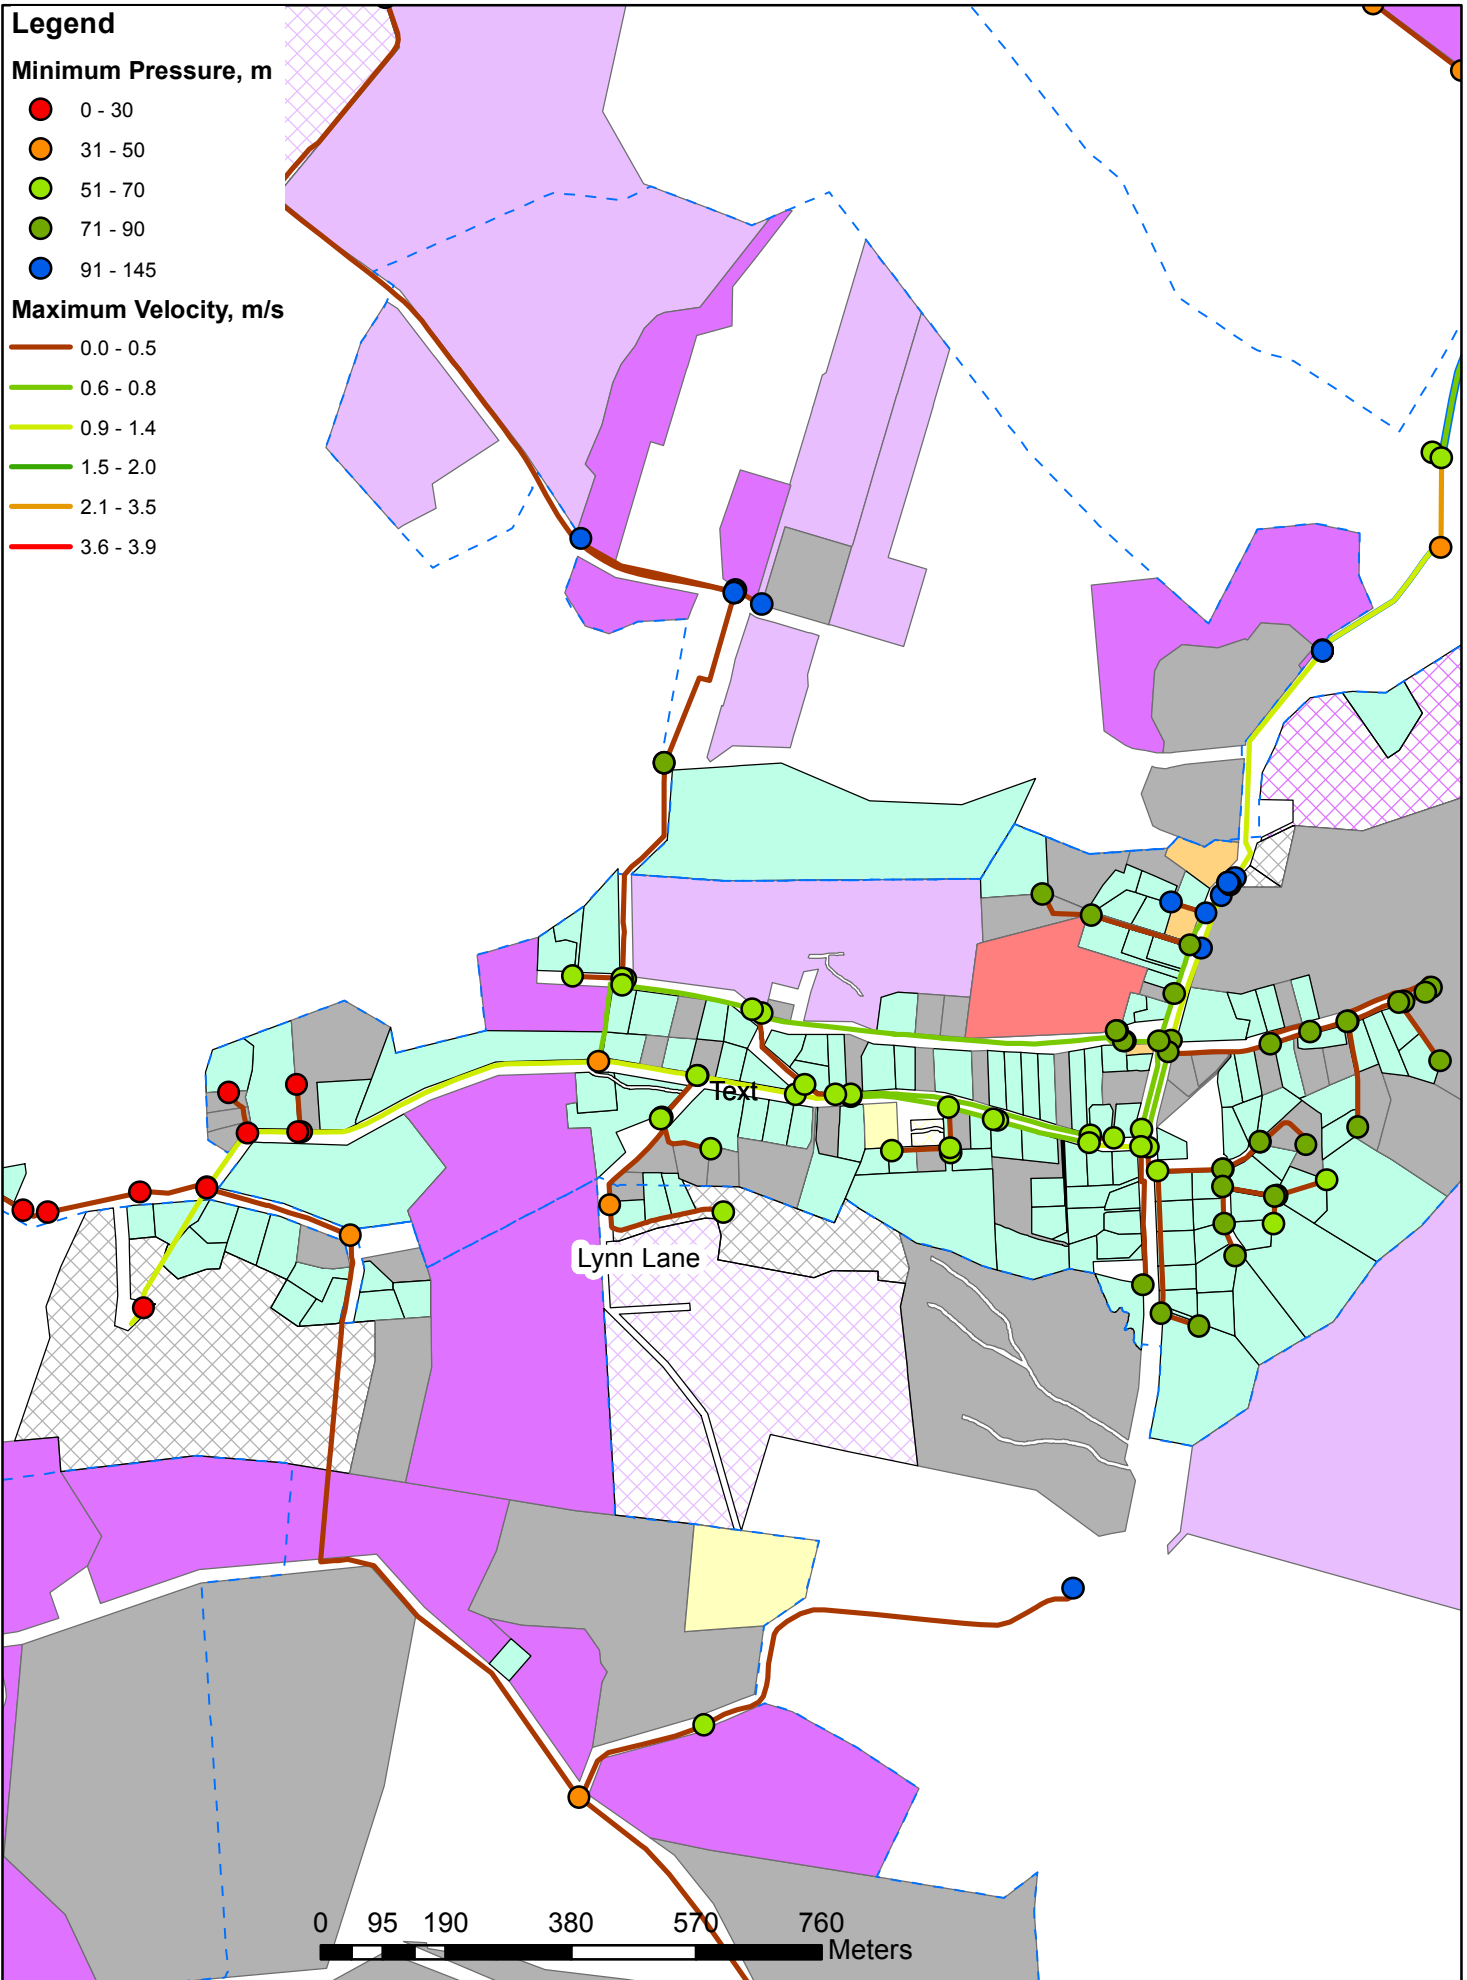 Legend
Minimum Pressure, m
0 - 30
31 - 50
51 - 70
71 - 90
91 - 145
Maximum Velocity, m/s
0.0 - 0.5
0.6 - 0.8
0.9 - 1.4
1.5 - 2.0
2.1 - 3.5
3.6 - 3.9
Text
Lynn Lane
0 95 190 380 570 760
Meters